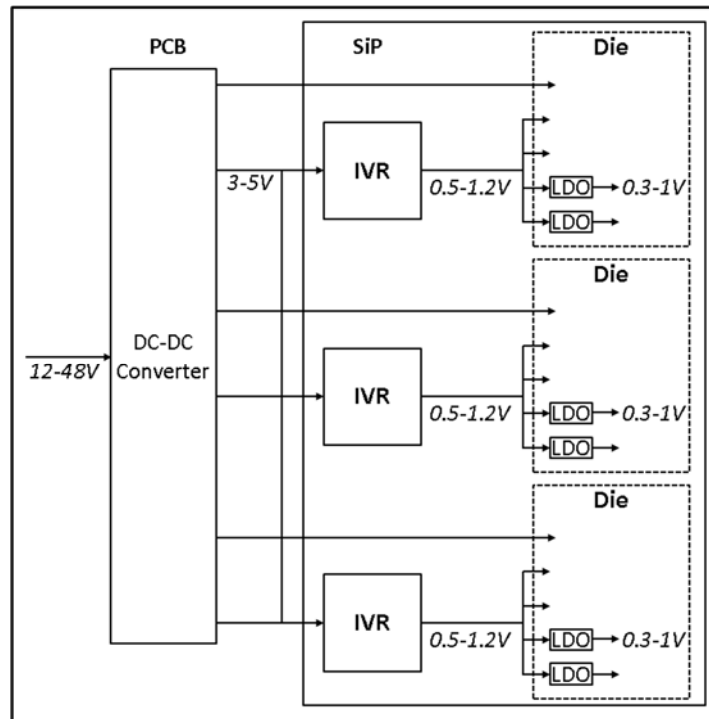 PCB
SiP
Die
IVR
3-5V
0.5-1.2V
LDO
0.3-1V
LDO
Die
DC-DC
Converter
12-48V
IVR
0.5-1.2V
LDO
0.3-1V
LDO
Die
IVR
0.5-1.2V
LDO
0.3-1V
LDO